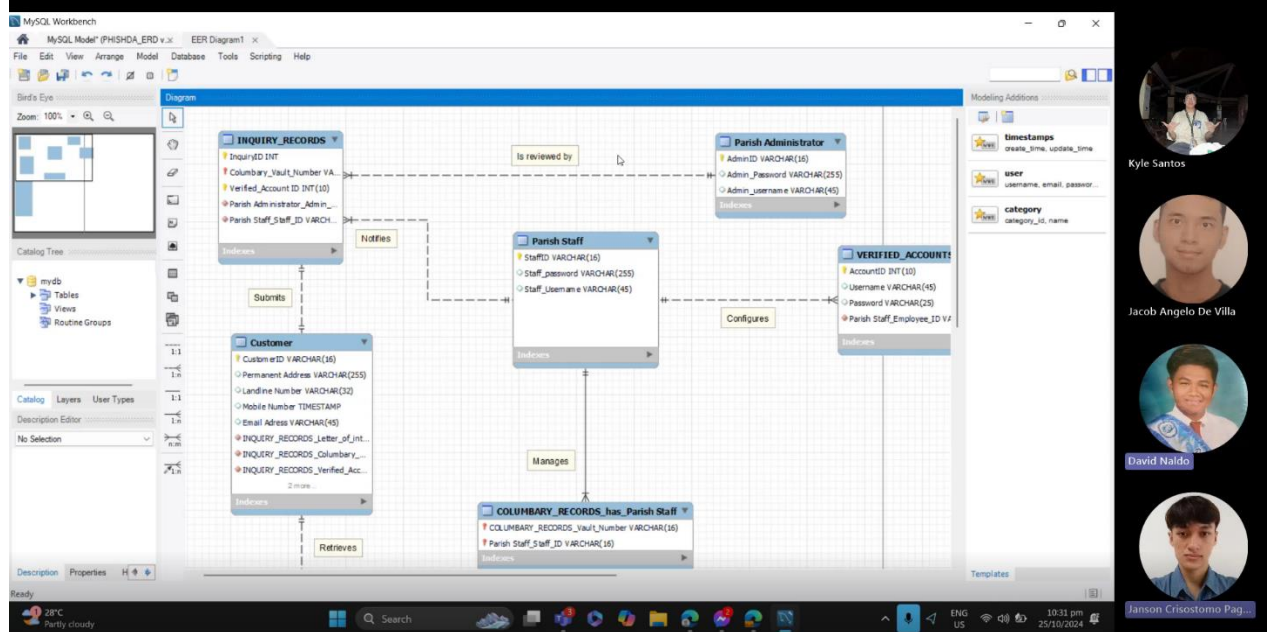 MySQL Workbench
MySQL Model* (PHISHDA_ERD v...
EER Diagram1
File Edit View Arrange Model Database Tools Scripting Help
Bird's Eye
Zoom: 100%
Diagram
Modeling Additions
timestamps
create_time, update_time
user
username, email, passwor...
category
category_id, name
INQUIRY_RECORDS
InquiryID INT
Columbary_Vault_Number VA...
Verified_Account ID INT(10)
Parish Administrator_Admin_...
Parish Staff_Staff_ID VARCH...
Indexes
Is reviewed by
Parish Administrator
AdminID VARCHAR(16)
Admin_Password VARCHAR(255)
Admin_username VARCHAR(45)
Indexes
Notifies
Parish Staff
StaffID VARCHAR(16)
Staff_password VARCHAR(255)
Staff_Username VARCHAR(45)
Indexes
VERIFIED_ACCOUNTS
AccountID INT(10)
Username VARCHAR(45)
Password VARCHAR(25)
Parish Staff_Employee_ID VA
Indexes
Configures
Catalog Tree
mydb
Tables
Views
Routine Groups
Submits
Customer
CustomerID VARCHAR(16)
Permanent Address VARCHAR(255)
Landline Number VARCHAR(32)
Mobile Number TIMESTAMP
Email Adress VARCHAR(45)
INQUIRY_RECORDS_Letter_of_int...
INQUIRY_RECORDS_Columbary_...
INQUIRY_RECORDS_Verified_Acc...
2 more...
Indexes
1:1
1:n
1:1
1:n
n:m
1:n
Catalog Layers User Types
Description Editor
No Selection
Manages
COLUMBARY_RECORDS_has_Parish Staff
COLUMBARY_RECORDS_Vault_Number VARCHAR(16)
Parish Staff_Staff_ID VARCHAR(16)
Indexes
Retrieves
Description Properties H
Templates
Ready
28°C
Partly cloudy
Search
ENG
US
10:31 pm
25/10/2024
Kyle Santos
Jacob Angelo De Villa
David Naldo
Janson Crisostomo Pag...